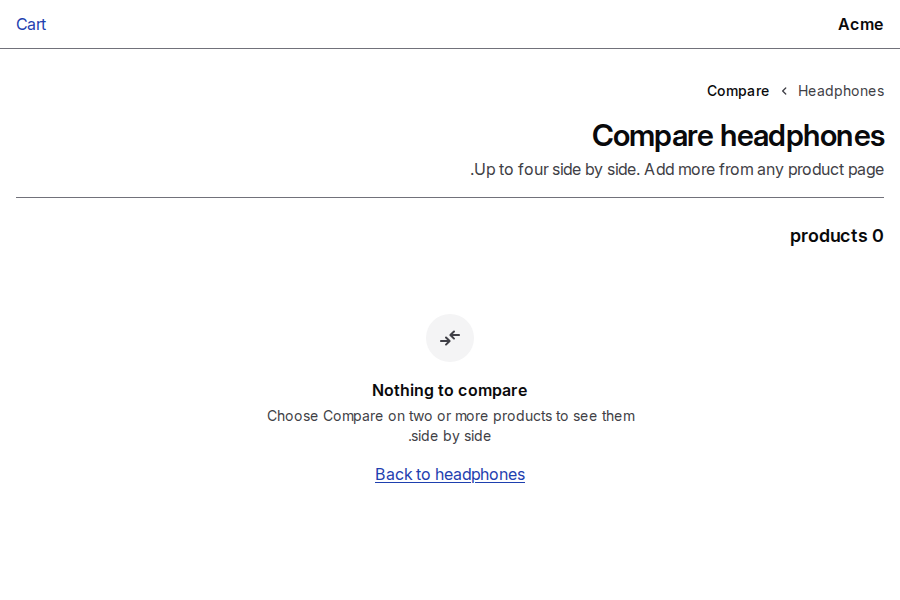 Acme
Cart
Headphones › Compare
Compare headphones
Up to four side by side. Add more from any product page.
0 products
Nothing to compare
Choose Compare on two or more products to see them
side by side.
Back to headphones